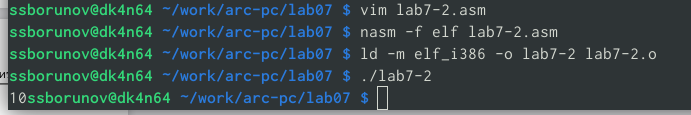 ssborunov@dk4n64 ~/work/arc-pc/lab07 $ vim lab7-2.asm
ssborunov@dk4n64 ~/work/arc-pc/lab07 $ nasm -f elf lab7-2.asm
ssborunov@dk4n64 ~/work/arc-pc/lab07 $ ld -m elf_i386 -o lab7-2 lab7-2.o
ssborunov@dk4n64 ~/work/arc-pc/lab07 $ ./lab7-2
10ssborunov@dk4n64 ~/work/arc-pc/lab07 $